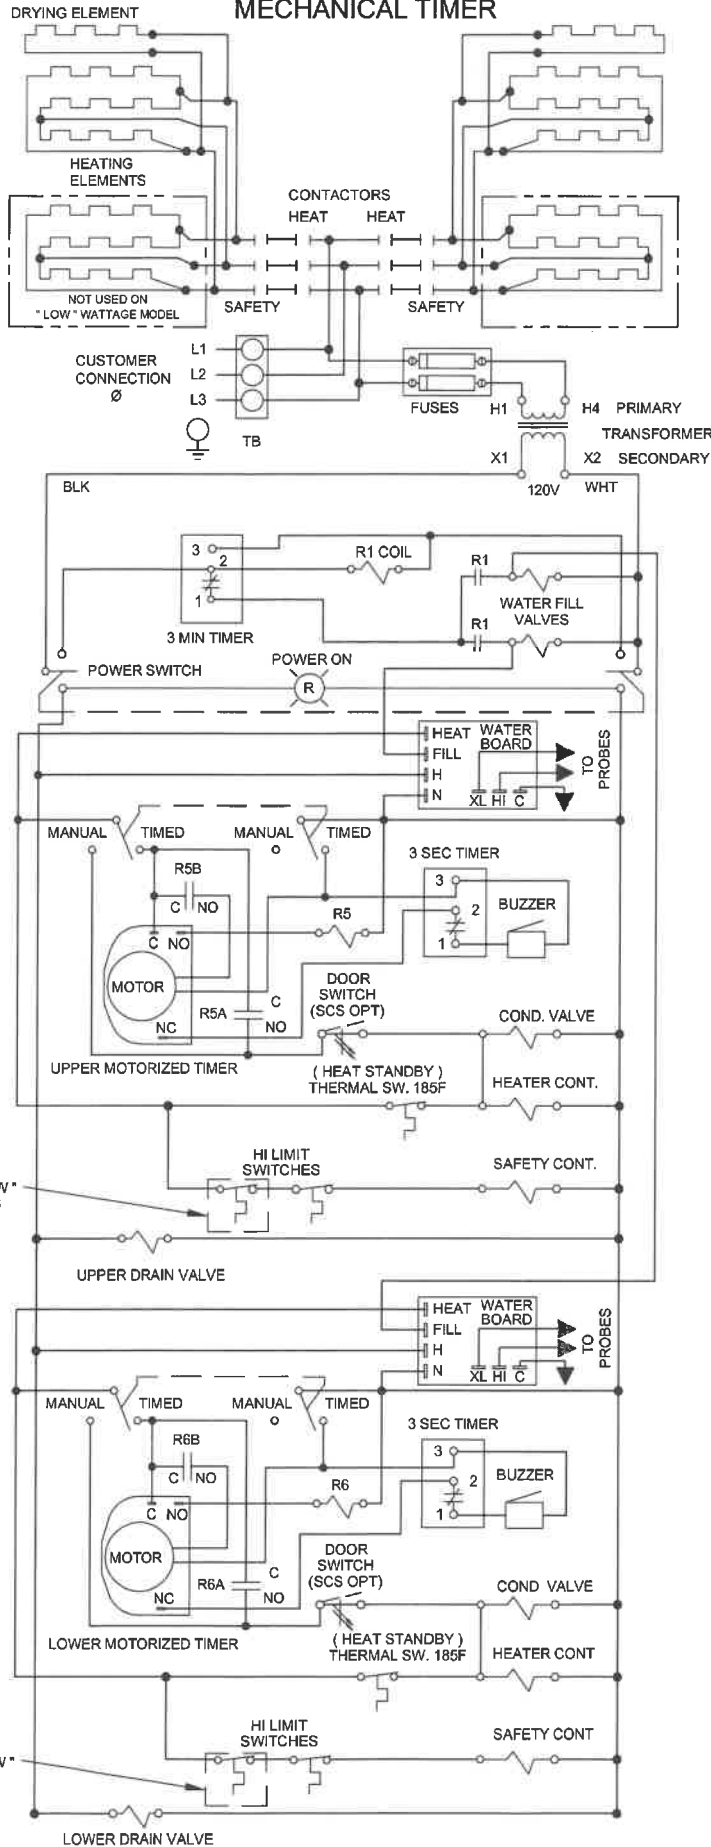 MECHANICAL TIMER
DRYING ELEMENT
HEATING
ELEMENTS
CONTACTORS
HEAT HEAT
NOT USED ON
" LOW " WATTAGE MODEL
SAFETY SAFETY
CUSTOMER
CONNECTION
Ø
L1
L2
L3
TB
FUSES
H1 H4 PRIMARY
TRANSFORMER
X1 X2 SECONDARY
BLK 120V WHT
3
2
1
3 MIN TIMER
R1 COIL
R1
WATER FILL
VALVES
R1
POWER SWITCH
POWER ON
R
HEAT WATER
BOARD
FILL
H
N
XL HI C
TO
PROBES
MANUAL TIMED MANUAL TIMED
R5B
C NO
C NO
MOTOR
NC
R5
R5A
C
NO
UPPER MOTORIZED TIMER
3 SEC TIMER
3
2
1
BUZZER
DOOR
SWITCH
(SCS OPT)
COND. VALVE
( HEAT STANDBY )
THERMAL SW. 185F
HEATER CONT.
HI LIMIT
SWITCHES
SAFETY CONT.
UPPER DRAIN VALVE
HEAT WATER
BOARD
FILL
H
N
XL HI C
TO
PROBES
MANUAL TIMED MANUAL TIMED
R6B
C NO
C NO
MOTOR
NC
R6
R6A
C
NO
LOWER MOTORIZED TIMER
3 SEC TIMER
3
2
1
BUZZER
DOOR
SWITCH
(SCS OPT)
COND VALVE
( HEAT STANDBY )
THERMAL SW. 185F
HEATER CONT
HI LIMIT
SWITCHES
SAFETY CONT
LOWER DRAIN VALVE